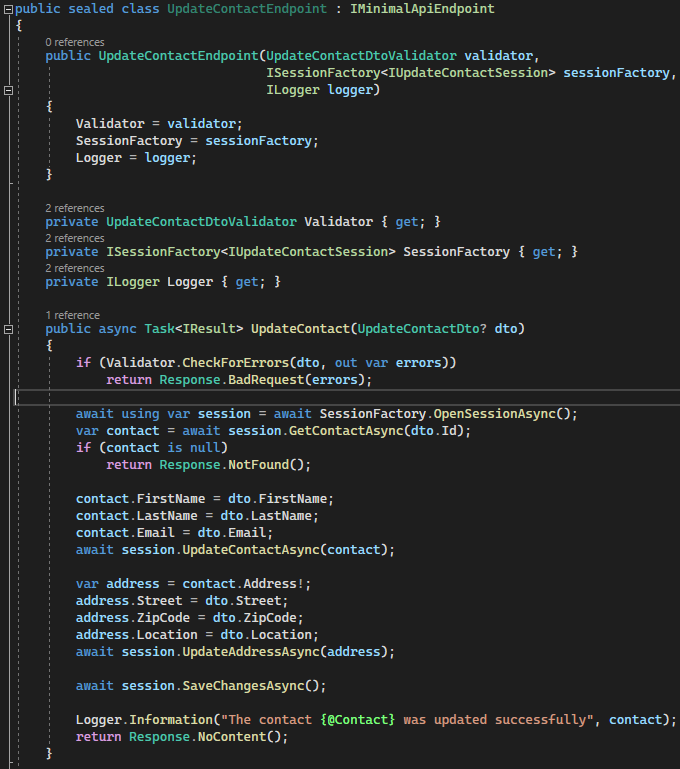 public sealed class UpdateContactEndpoint : IMinimalApiEndpoint
{
0 references
public UpdateContactEndpoint(UpdateContactDtoValidator validator,
ISessionFactory<IUpdateContactSession> sessionFactory,
ILogger logger)
{
Validator = validator;
SessionFactory = sessionFactory;
Logger = logger;
}
2 references
private UpdateContactDtoValidator Validator { get; }
2 references
private ISessionFactory<IUpdateContactSession> SessionFactory { get; }
2 references
private ILogger Logger { get; }
1 reference
public async Task<IResult> UpdateContact(UpdateContactDto? dto)
{
if (Validator.CheckForErrors(dto, out var errors))
return Response.BadRequest(errors);
await using var session = await SessionFactory.OpenSessionAsync();
var contact = await session.GetContactAsync(dto.Id);
if (contact is null)
return Response.NotFound();
contact.FirstName = dto.FirstName;
contact.LastName = dto.LastName;
contact.Email = dto.Email;
await session.UpdateContactAsync(contact);
var address = contact.Address!;
address.Street = dto.Street;
address.ZipCode = dto.ZipCode;
address.Location = dto.Location;
await session.UpdateAddressAsync(address);
await session.SaveChangesAsync();
Logger.Information("The contact {@Contact} was updated successfully", contact);
return Response.NoContent();
}